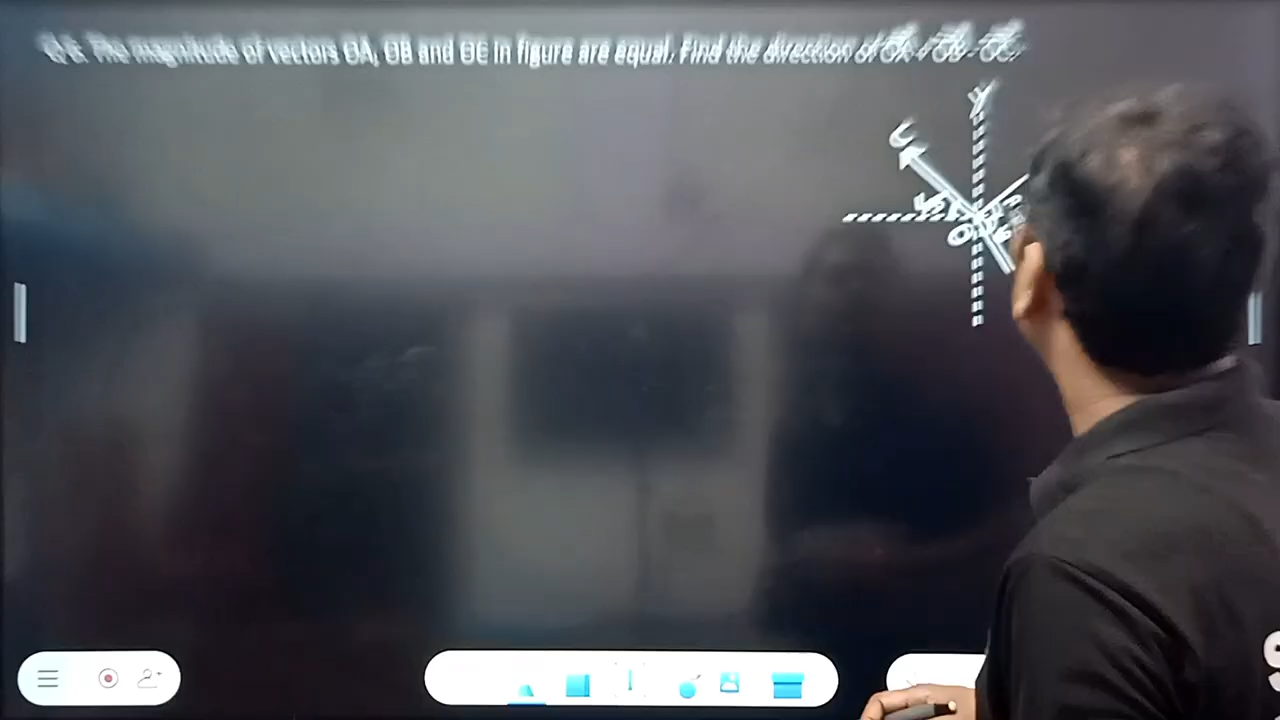 Q 6. The magnitude of vectors OA, OB and OC in figure are equal. Find the direction of OA + OB - OC.
Y
C
45
O
S